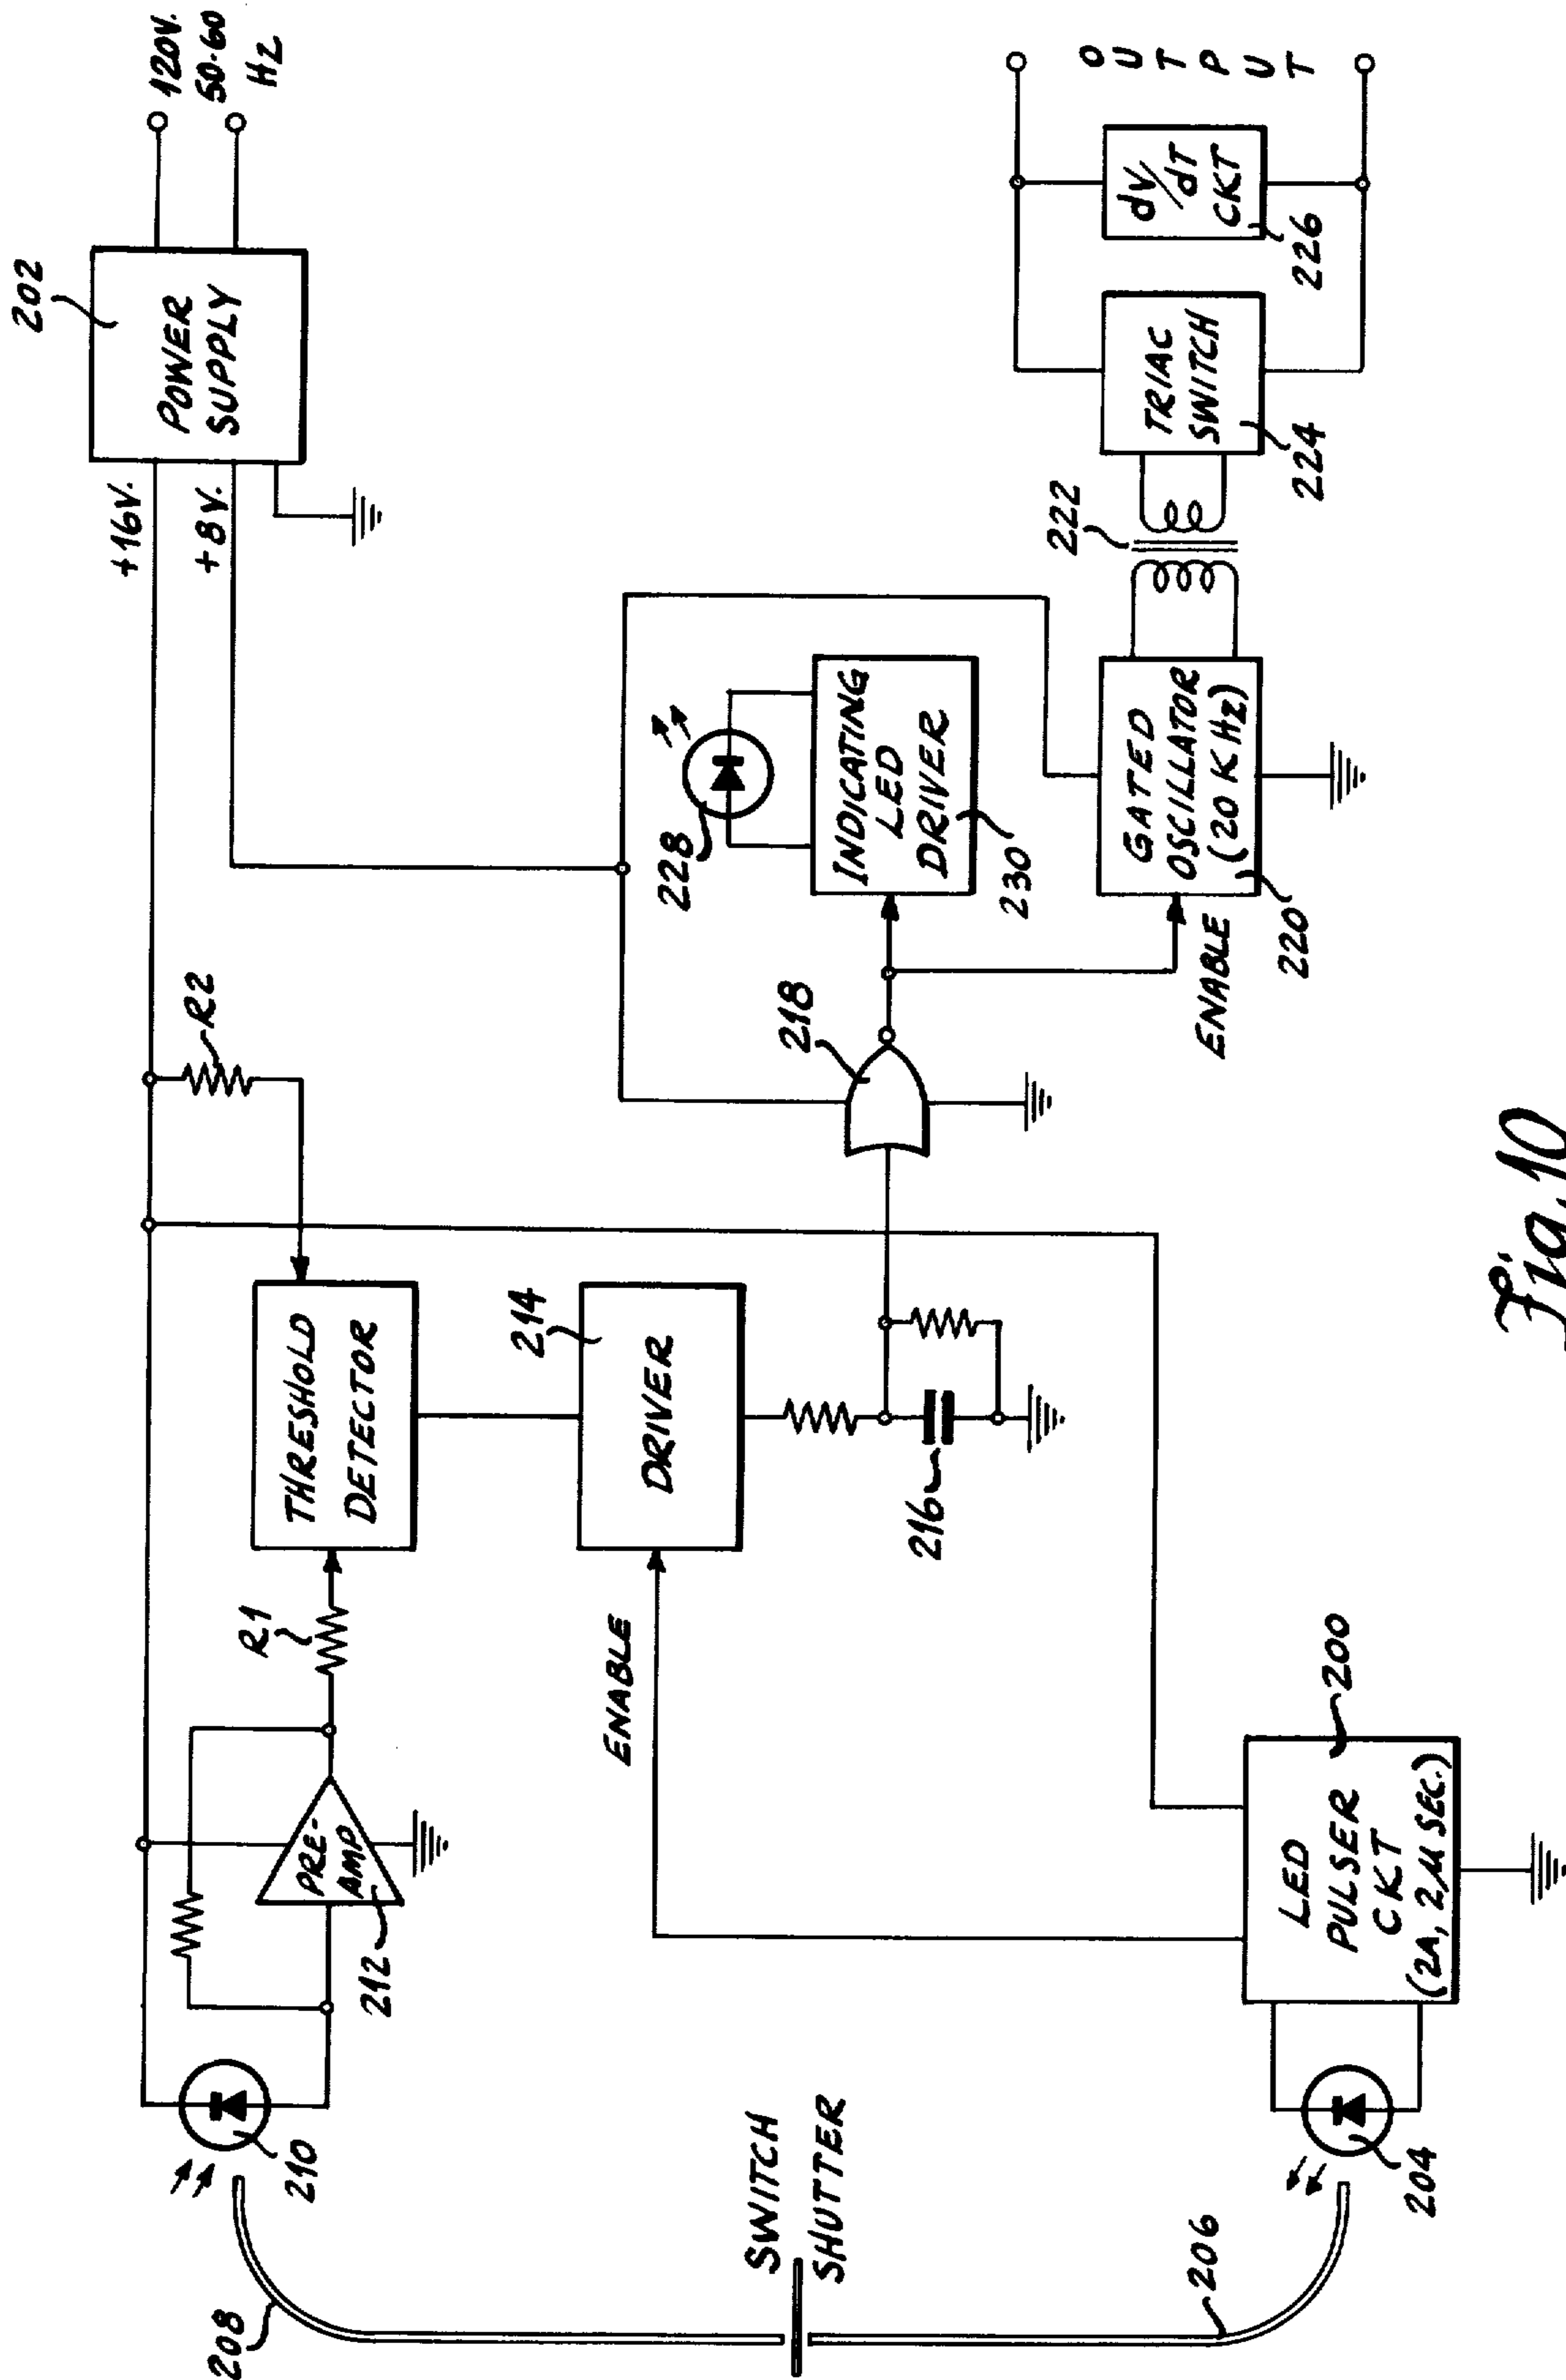 202
POWER
SUPPLY
120V.
50-60
Hz
+16V.
+8V.
R2
THRESHOLD
DETECTOR
R1
PRE-
AMP
212
210
208
214
DRIVER
ENABLE
216
218
228
INDICATING
LED
DRIVER
230
GATED
OSCILLATOR
(20 KHz)
220
ENABLE
222
TRIAC
SWITCH
224
dV/dT
CKT
226
OUTPUT
SWITCH
SHUTTER
206
204
LED
PULSER
CKT
(2A, 2µSEC.)
200
Fig. 10